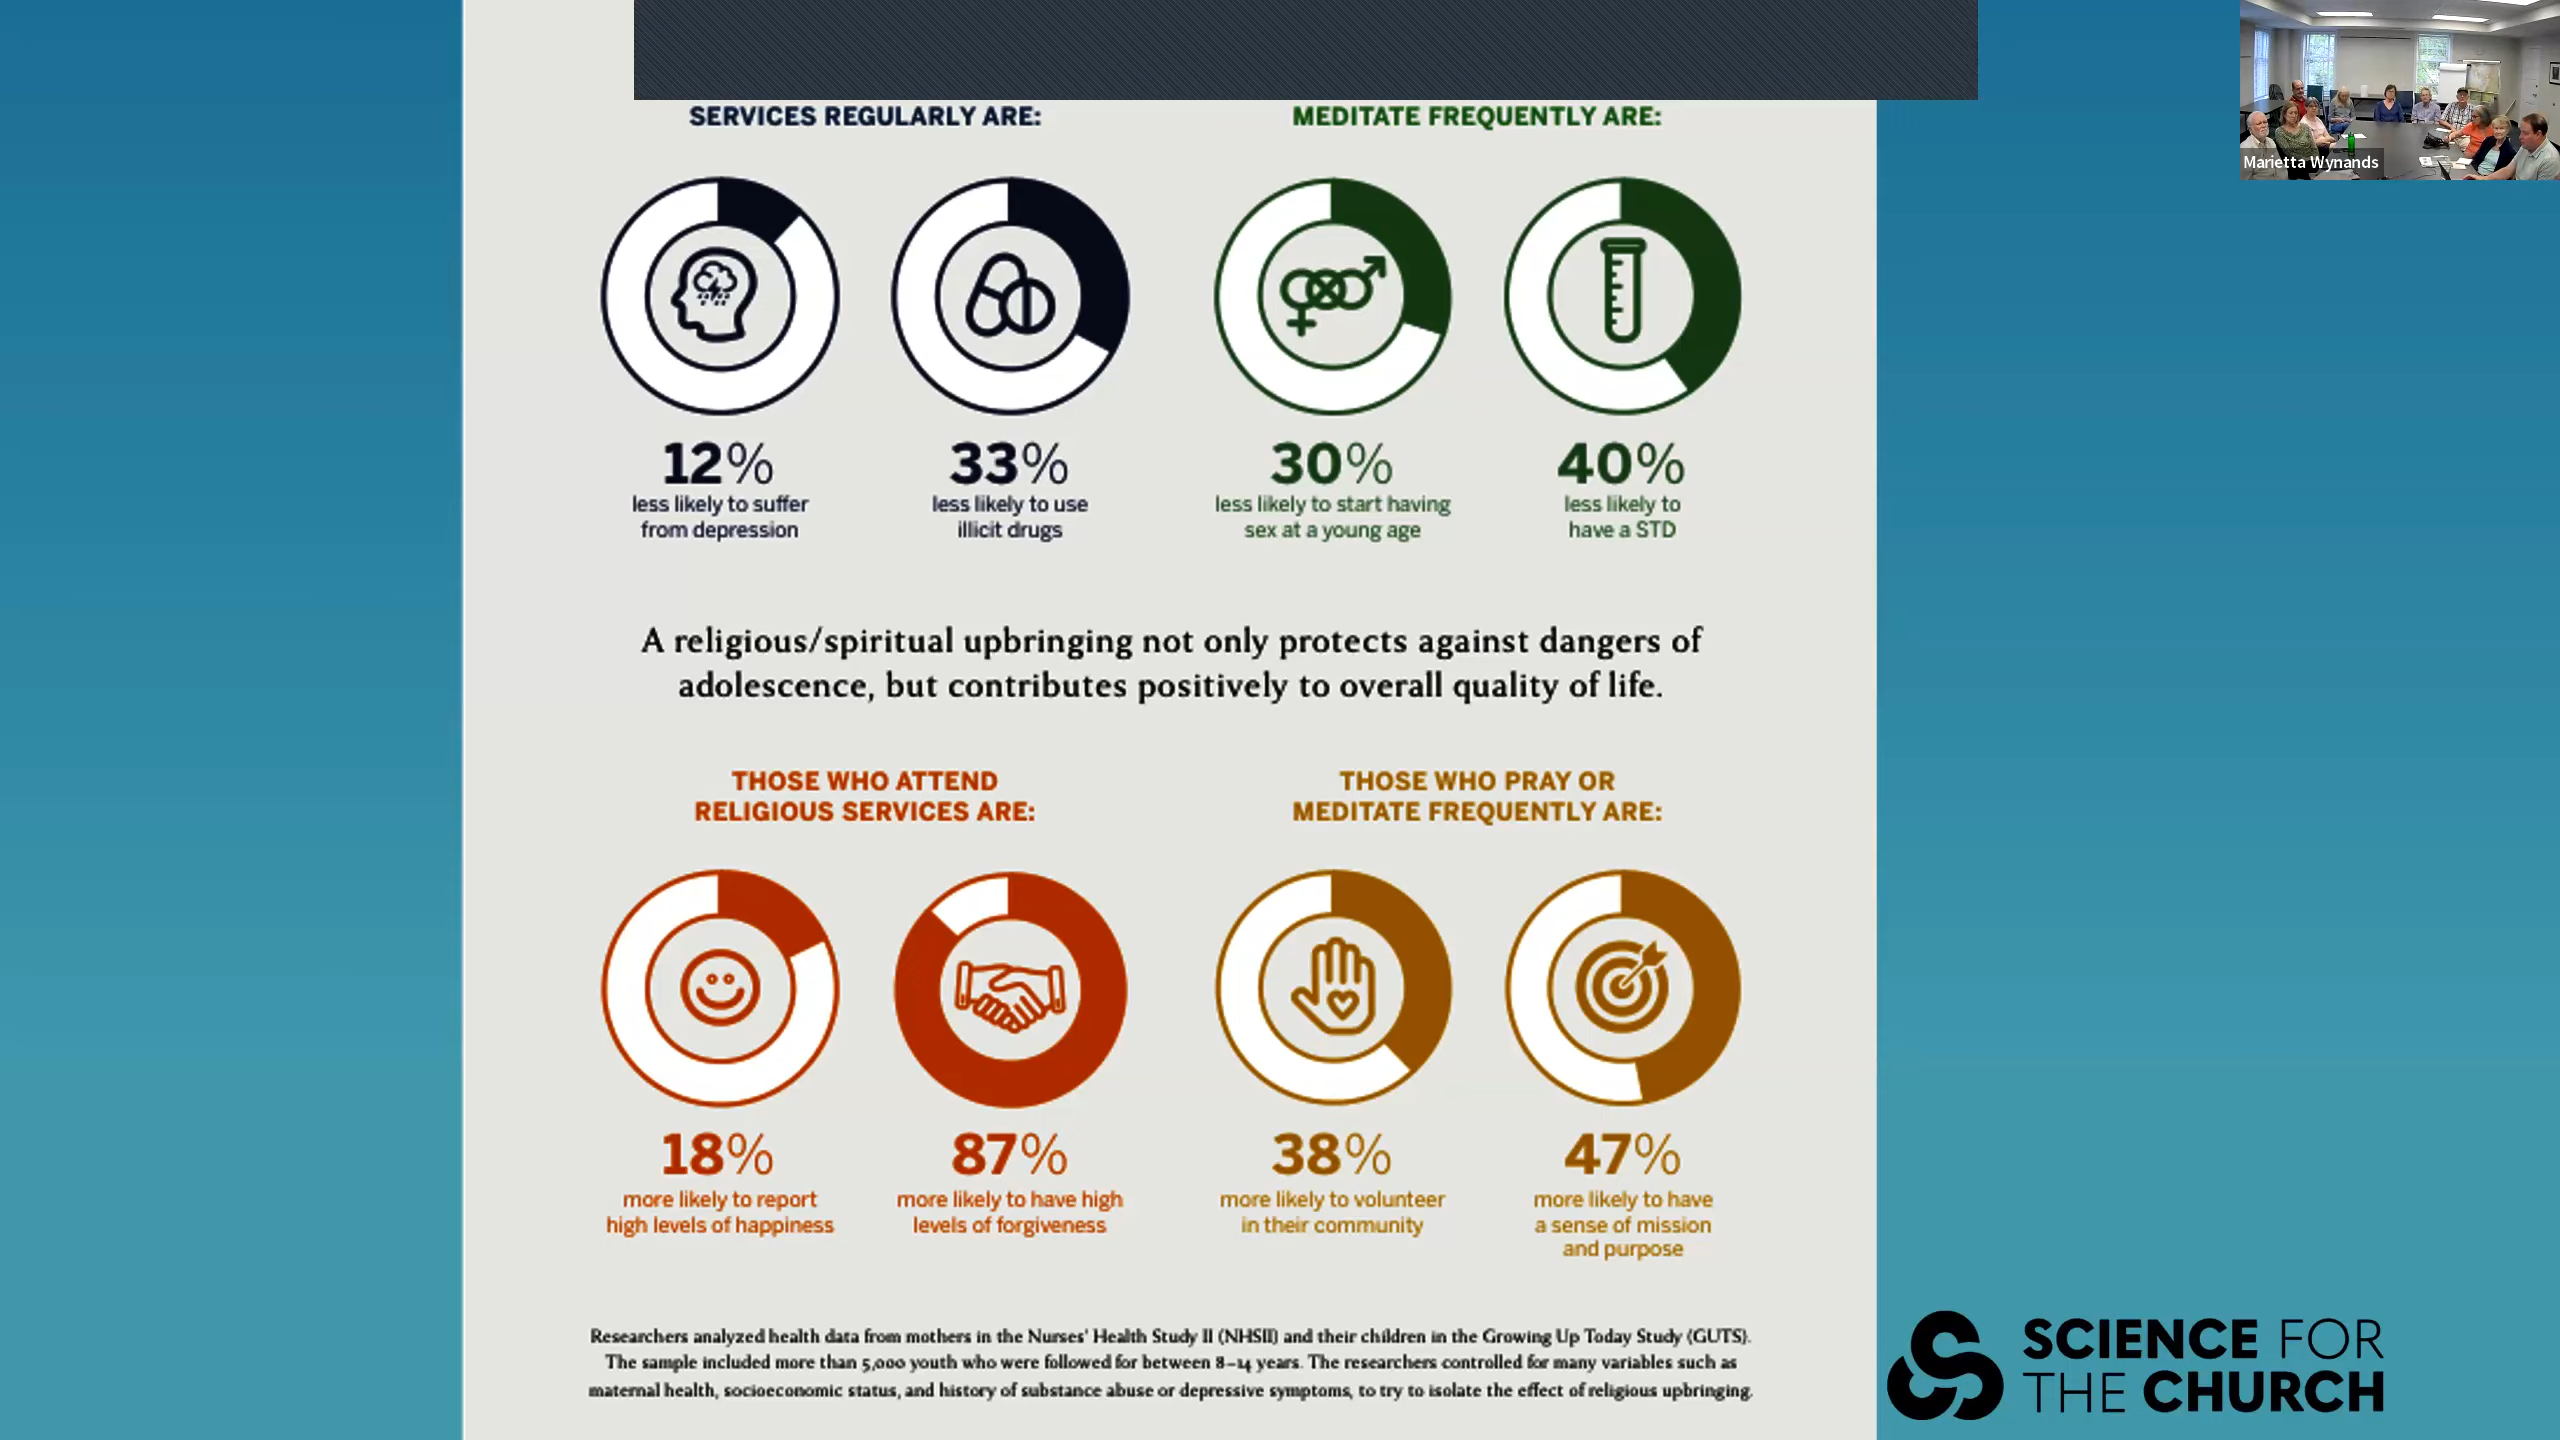 Marietta Wynands
SERVICES REGULARLY ARE:
MEDITATE FREQUENTLY ARE:
12%
less likely to suffer
from depression
33%
less likely to use
illicit drugs
30%
less likely to start having
sex at a young age
40%
less likely to
have a STD
A religious/spiritual upbringing not only protects against dangers of
adolescence, but contributes positively to overall quality of life.
THOSE WHO ATTEND
RELIGIOUS SERVICES ARE:
THOSE WHO PRAY OR
MEDITATE FREQUENTLY ARE:
18%
more likely to report
high levels of happiness
87%
more likely to have high
levels of forgiveness
38%
more likely to volunteer
in their community
47%
more likely to have
a sense of mission
and purpose
Researchers analyzed health data from mothers in the Nurses' Health Study II (NHSII) and their children in the Growing Up Today Study (GUTS).
The sample included more than 5,000 youth who were followed for between 8–14 years. The researchers controlled for many variables such as
maternal health, socioeconomic status, and history of substance abuse or depressive symptoms, to try to isolate the effect of religious upbringing.
SCIENCE FOR
THE CHURCH